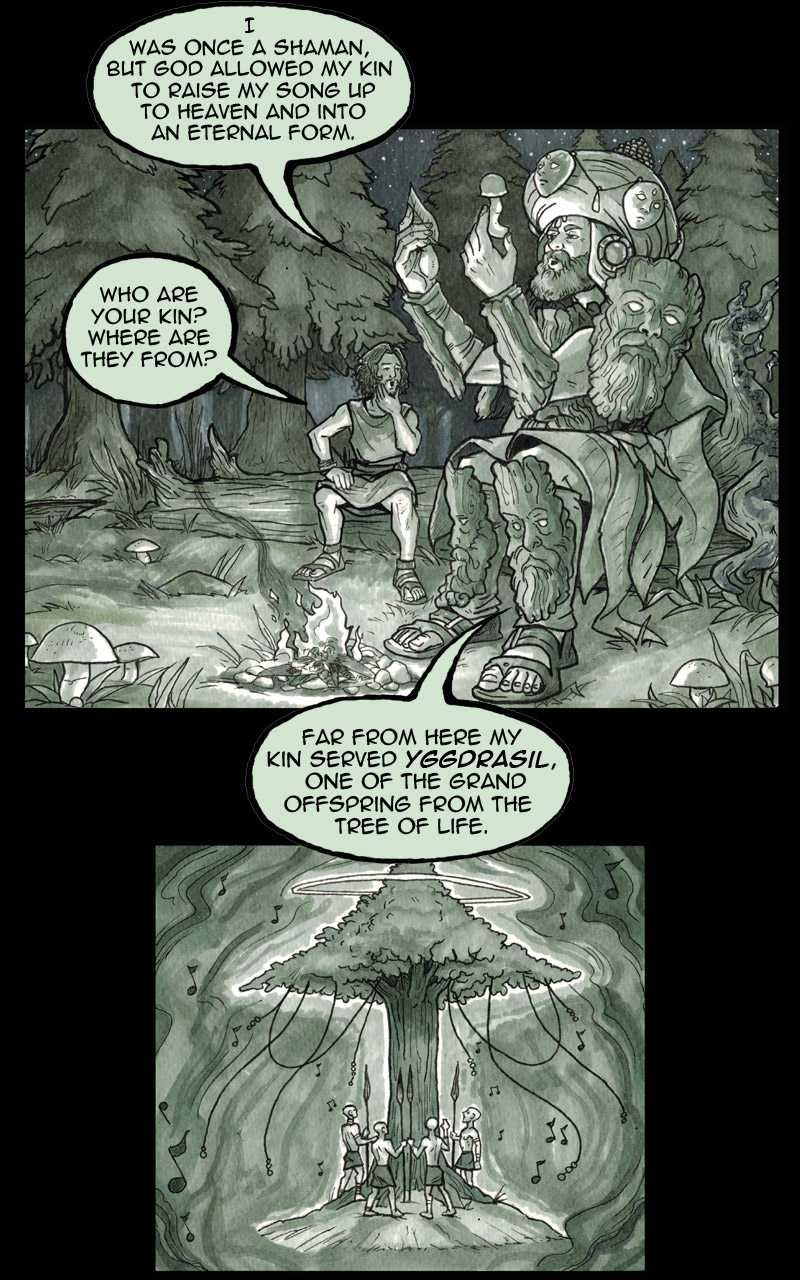 I
WAS ONCE A SHAMAN,
BUT GOD ALLOWED MY KIN
TO RAISE MY SONG UP
TO HEAVEN AND INTO
AN ETERNAL FORM.
WHO ARE
YOUR KIN?
WHERE ARE
THEY FROM?
FAR FROM HERE MY
KIN SERVED YGGDRASIL,
ONE OF THE GRAND
OFFSPRING FROM THE
TREE OF LIFE.